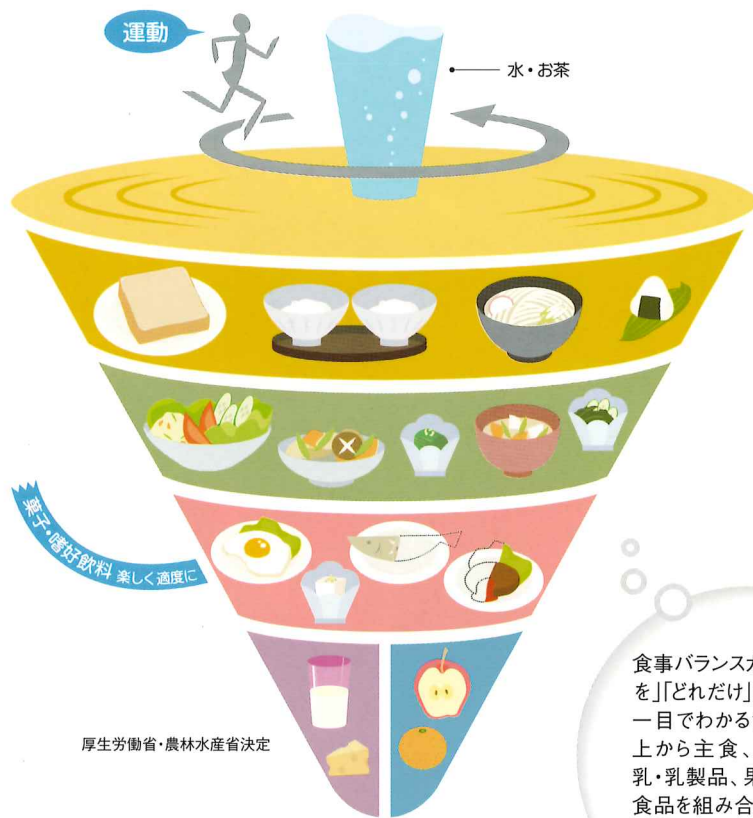 運動
水・お茶
菓子・嗜好飲料 楽しく適度に
厚生労働省・農林水産省決定
食事バランスガ
を」「どれだけ」
一目でわかる
上から主食、
乳・乳製品、果
食品を組み合